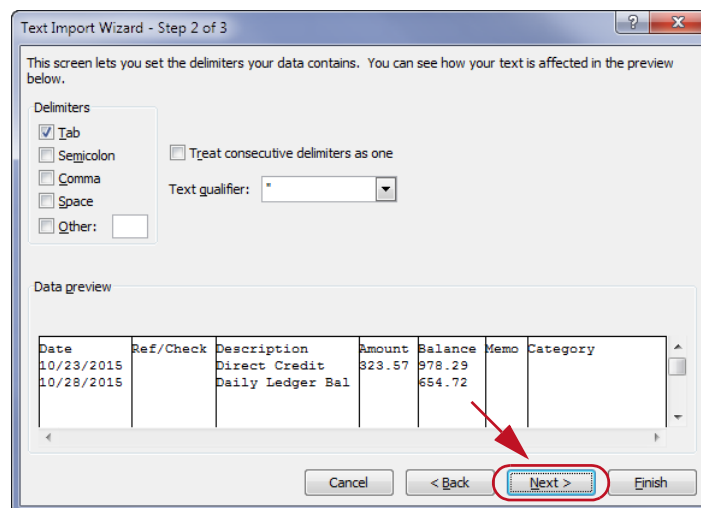 Text Import Wizard - Step 2 of 3
This screen lets you set the delimiters your data contains. You can see how your text is affected in the preview
below.
Delimiters
Tab
Semicolon
Comma
Space
Other:
Treat consecutive delimiters as one
Text qualifier: "
Data preview
Date Ref/Check Description Amount Balance Memo Category
10/23/2015 Direct Credit 323.57 978.29
10/28/2015 Daily Ledger Bal 654.72
Cancel < Back Next > Finish